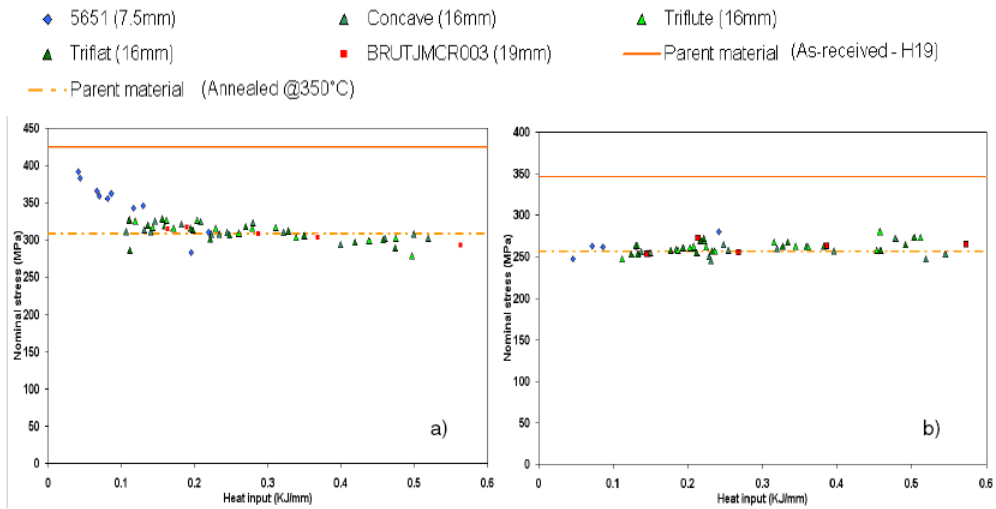 5651 (7.5mm) Concave (16mm) Triflute (16mm)
Triflat (16mm) BRUTJMCR003 (19mm) Parent material (As-received - H19)
Parent material (Annealed @350°C)
450
400
350
300
250
200
150
100
50
0
Nominal stress (MPa)
0 0.1 0.2 0.3 0.4 0.5 0.6
Heat input (KJ/mm)
a)
400
350
300
250
200
150
100
50
0
Nominal stress (MPa)
0 0.1 0.2 0.3 0.4 0.5 0.6
Heat input (KJ/mm)
b)